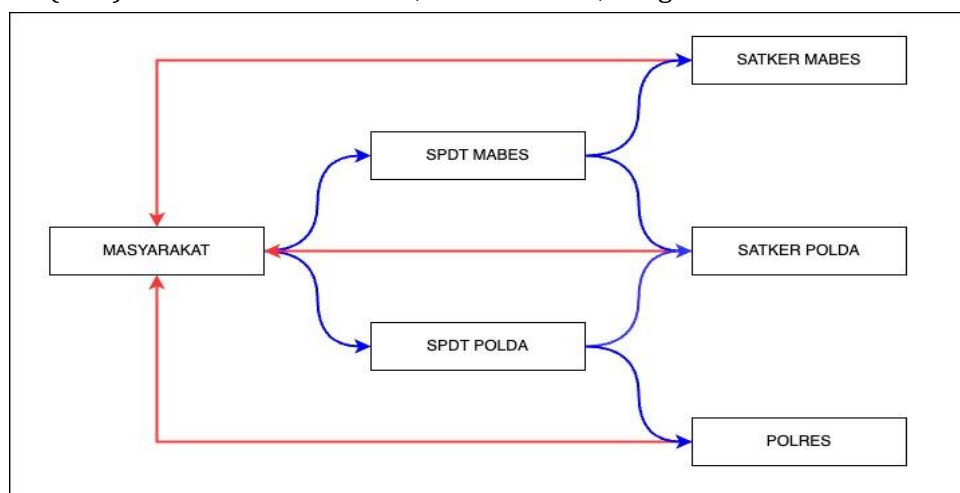 SATKER MABES
SPDT MABES
MASYARAKAT
SATKER POLDA
SPDT POLDA
POLRES